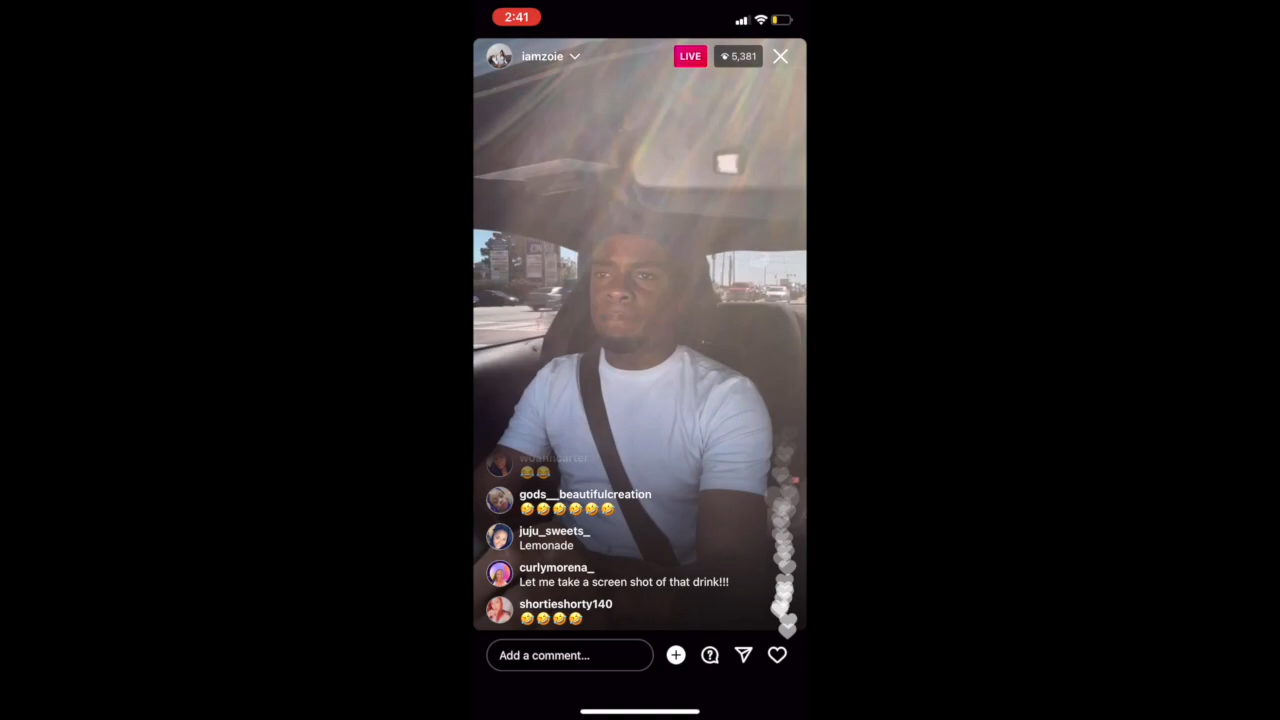 2:41
iamzoie
LIVE
5,381
😂😂
gods__beautifulcreation
🤣🤣🤣🤣🤣🤣
juju_sweets_
Lemonade
curlymorena_
Let me take a screen shot of that drink!!!
shortieshorty140
🤣🤣🤣🤣
Add a comment...